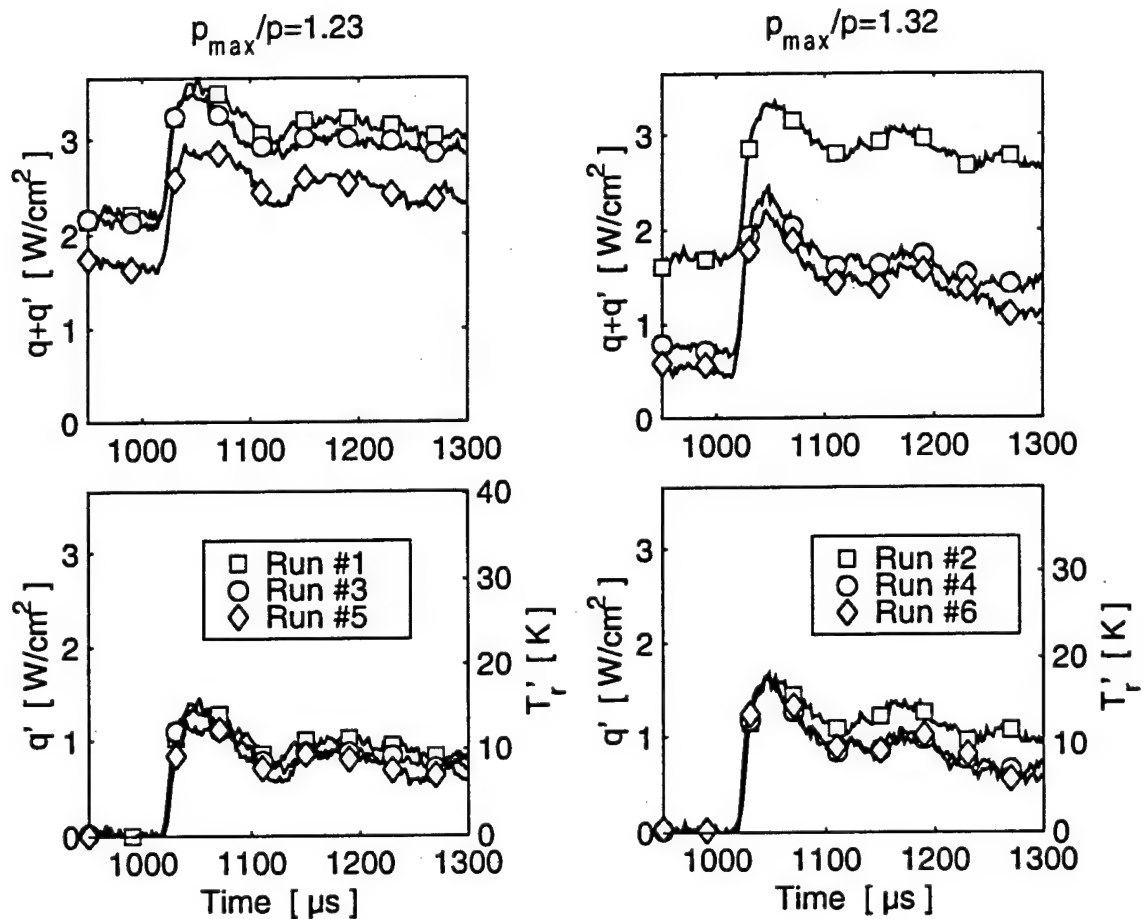 p_max/p=1.23
p_max/p=1.32
q+q' [ W/cm² ]
3
2
1
0
1000 1100 1200 1300
q+q' [ W/cm² ]
3
2
1
0
1000 1100 1200 1300
q' [ W/cm² ]
3
2
1
0
Run #1
Run #3
Run #5
40
30
20
10
0
T_r' [ K ]
1000 1100 1200 1300
Time [ μs ]
q' [ W/cm² ]
3
2
1
0
Run #2
Run #4
Run #6
30
20
10
0
T_r' [ K ]
1000 1100 1200 1300
Time [ μs ]